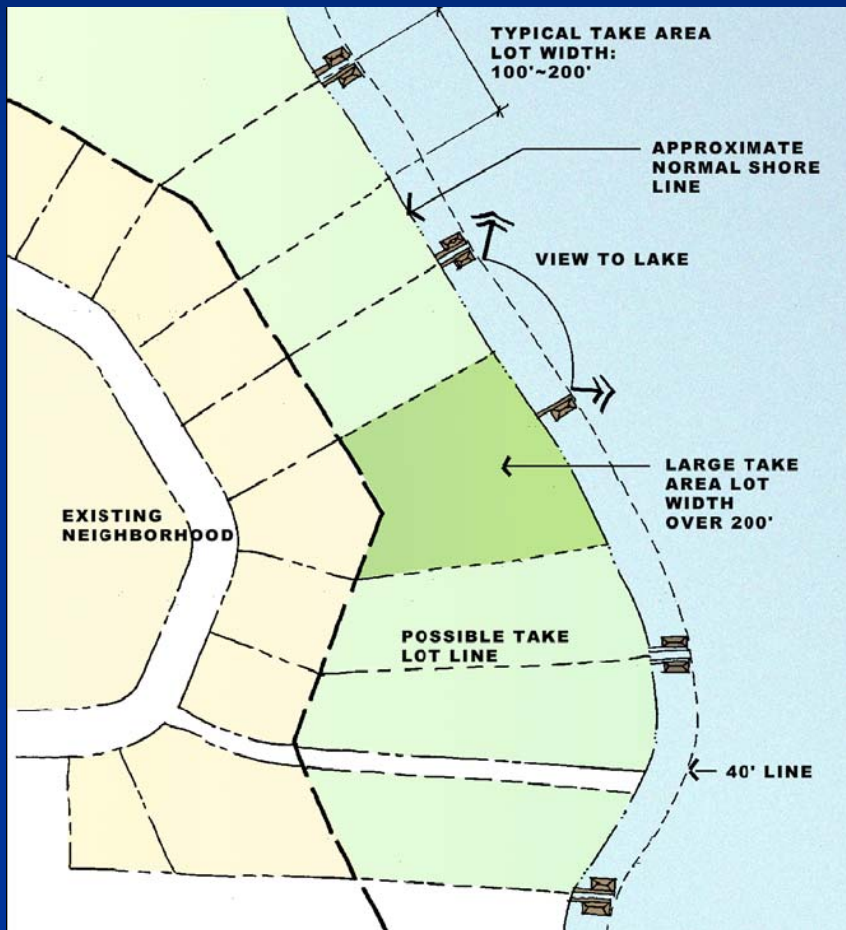 TYPICAL TAKE AREA
LOT WIDTH:
100'~200'
APPROXIMATE
NORMAL SHORE
LINE
VIEW TO LAKE
LARGE TAKE
AREA LOT
WIDTH
OVER 200'
EXISTING
NEIGHBORHOOD
POSSIBLE TAKE
LOT LINE
40' LINE